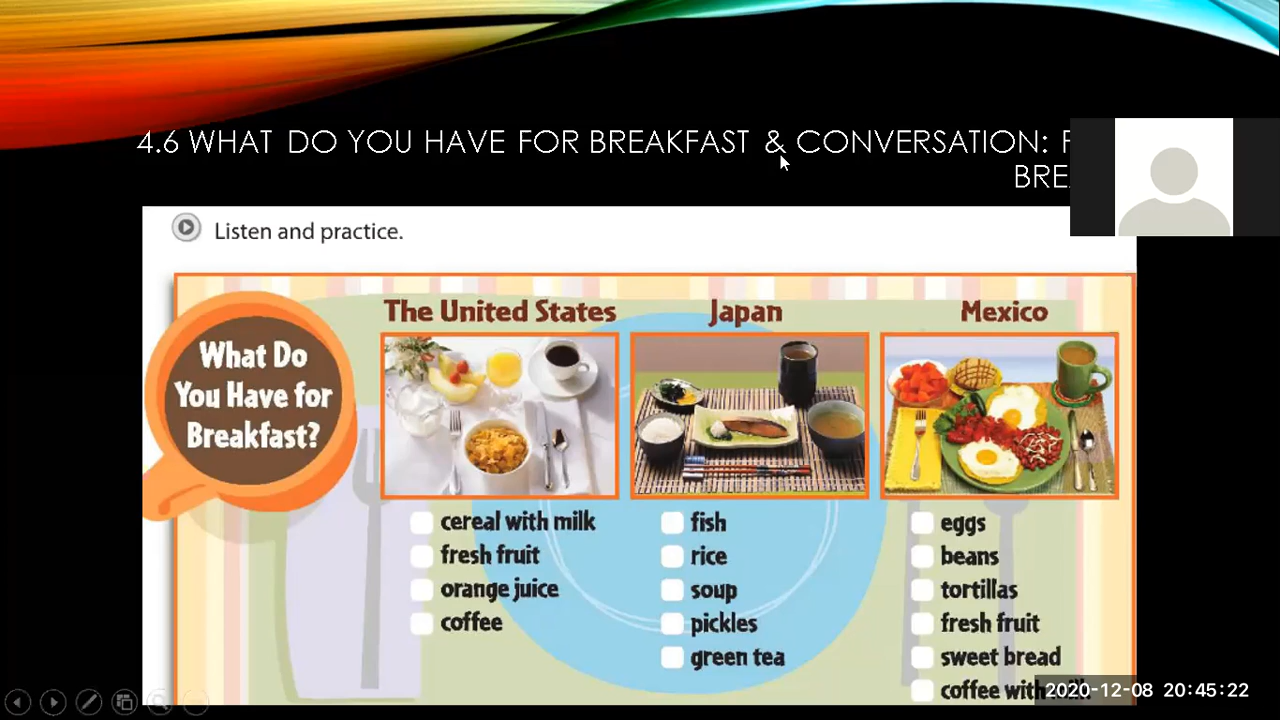 4.6 WHAT DO YOU HAVE FOR BREAKFAST & CONVERSATION:
Listen and practice.
What Do
You Have for
Breakfast?
The United States
cereal with milk
fresh fruit
orange juice
coffee
Japan
fish
rice
soup
pickles
green tea
Mexico
eggs
beans
tortillas
fresh fruit
sweet bread
coffee with milk
2020-12-08 20:45:22